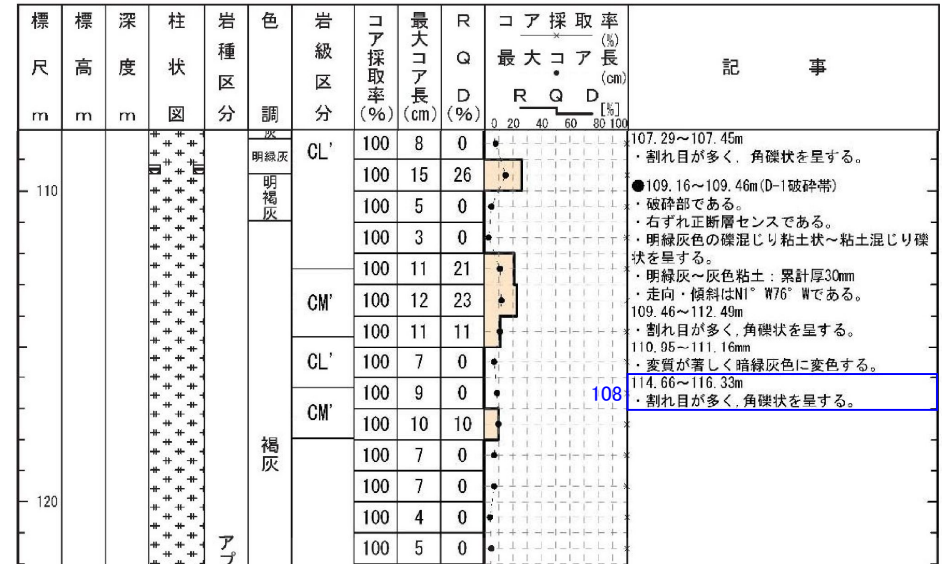 標尺m
標高m
深度m
柱状図
岩種区分
色調
岩級区分
コア採取率(%)
最大コア長(cm)
RQD(%)
コア採取率(%)
最大コア長(cm)
RQD[%]
0 20 40 60 80 100
記事
灰
明緑灰
明褐灰
褐灰
CL'
CM'
CL'
CM'
110
120
アプ
100 8 0
100 15 26
100 5 0
100 3 0
100 11 21
100 12 23
100 11 11
100 7 0
100 9 0
100 10 10
100 7 0
100 7 0
100 4 0
100 5 0
107.29～107.45m
・割れ目が多く, 角礫状を呈する。
●109.16～109.46m(D-1破砕帯)
・破砕部である。
・右ずれ正断層センスである。
・明緑灰色の礫混じり粘土状～粘土混じり礫
状を呈する。
・明緑灰～灰色粘土：累計厚30mm
・走向・傾斜はN1° W76° Wである。
109.46～112.49m
・割れ目が多く,角礫状を呈する。
110.95～111.16mm
・変質が著しく暗緑灰色に変色する。
108
114.66～116.33m
・割れ目が多く,角礫状を呈する。